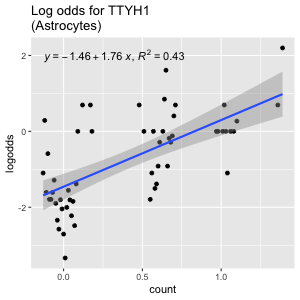 Log odds for TTYH1
(Astrocytes)
y = −1.46 + 1.76 x, R² = 0.43
logodds
2
0
-2
0.0
0.5
1.0
count